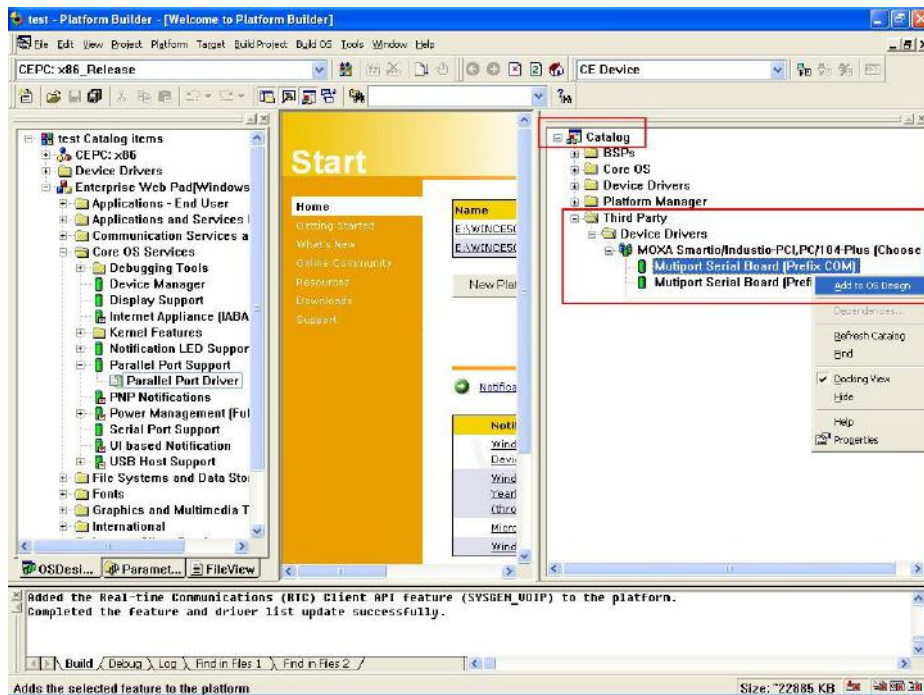 test - Platform Builder - [Welcome to Platform Builder]
File Edit View Project Platform Target Build Project Build OS Tools Window Help
CEPC: x86_Release
CE Device
test Catalog items
CEPC: x86
Device Drivers
Enterprise Web Pad[Windows
Applications - End User
Applications and Services
Communication Services a
Core OS Services
Debugging Tools
Device Manager
Display Support
Internet Appliance (IABA
Kernel Features
Notification LED Suppor
Parallel Port Support
Parallel Port Driver
PNP Notifications
Power Management (Ful
Serial Port Support
UI based Notification
USB Host Support
File Systems and Data Sto
Fonts
Graphics and Multimedia T
International
OSDesi... Paramet... FileView
Start
Home
Getting Started
What's New
Online Community
Resources
Downloads
Support
Name
E:\WINCE50
E:\WINCE50
New Plat
Notifica
Noti
Wind
Devi
Wind
Year
(thro
Micro
Wind
Catalog
BSPs
Core OS
Device Drivers
Platform Manager
Third Party
Device Drivers
MOXA Smartio/Industio-PCI,PC/104-Plus (Choose
Mutiport Serial Board (Prefix COM)
Mutiport Serial Board (Prefi
Add to OS Design
Dependencies...
Refresh Catalog
Find
Docking View
Hide
Help
Properties
Added the Real-time Communications (RTC) Client API feature (SYSGEN_VOIP) to the platform.
Completed the feature and driver list update successfully.
Build Debug Log Find in Files 1 Find in Files 2
Adds the selected feature to the platform
Size: ~22885 KB